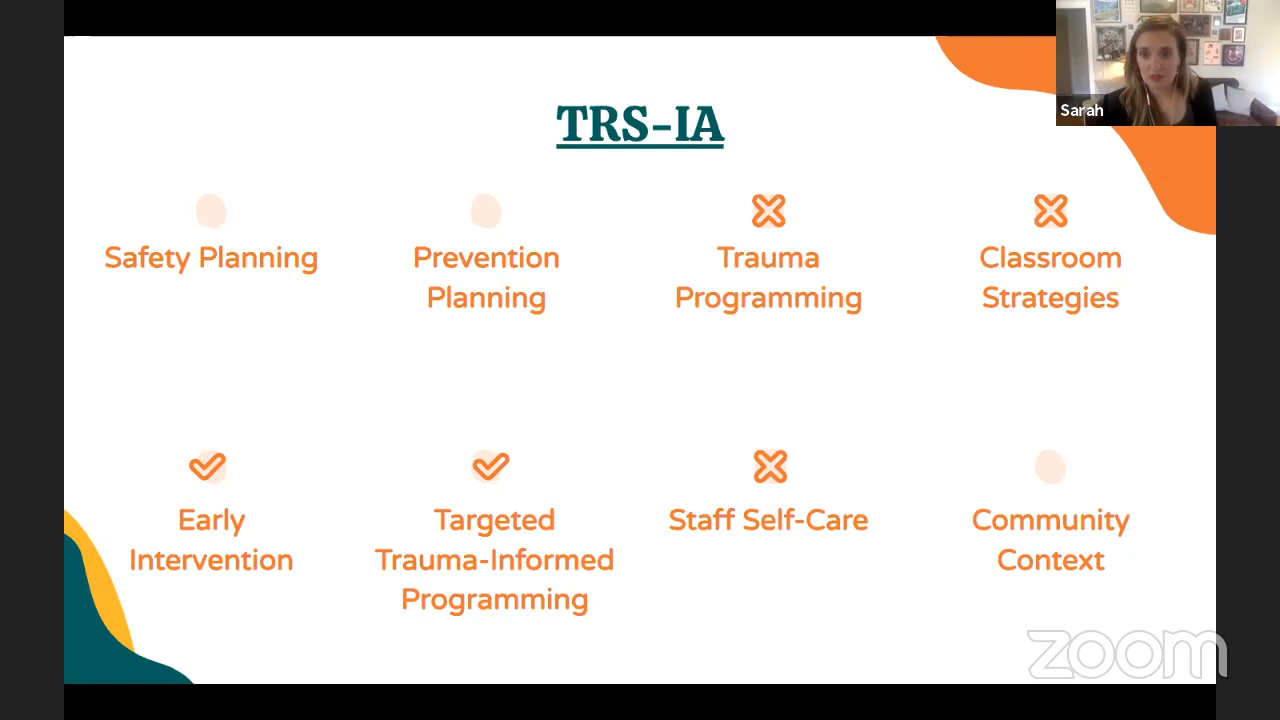 Sarah
TRS-IA
Safety Planning
Prevention
Planning
Trauma
Programming
Classroom
Strategies
Early
Intervention
Targeted
Trauma-Informed
Programming
Staff Self-Care
Community
Context
zoom